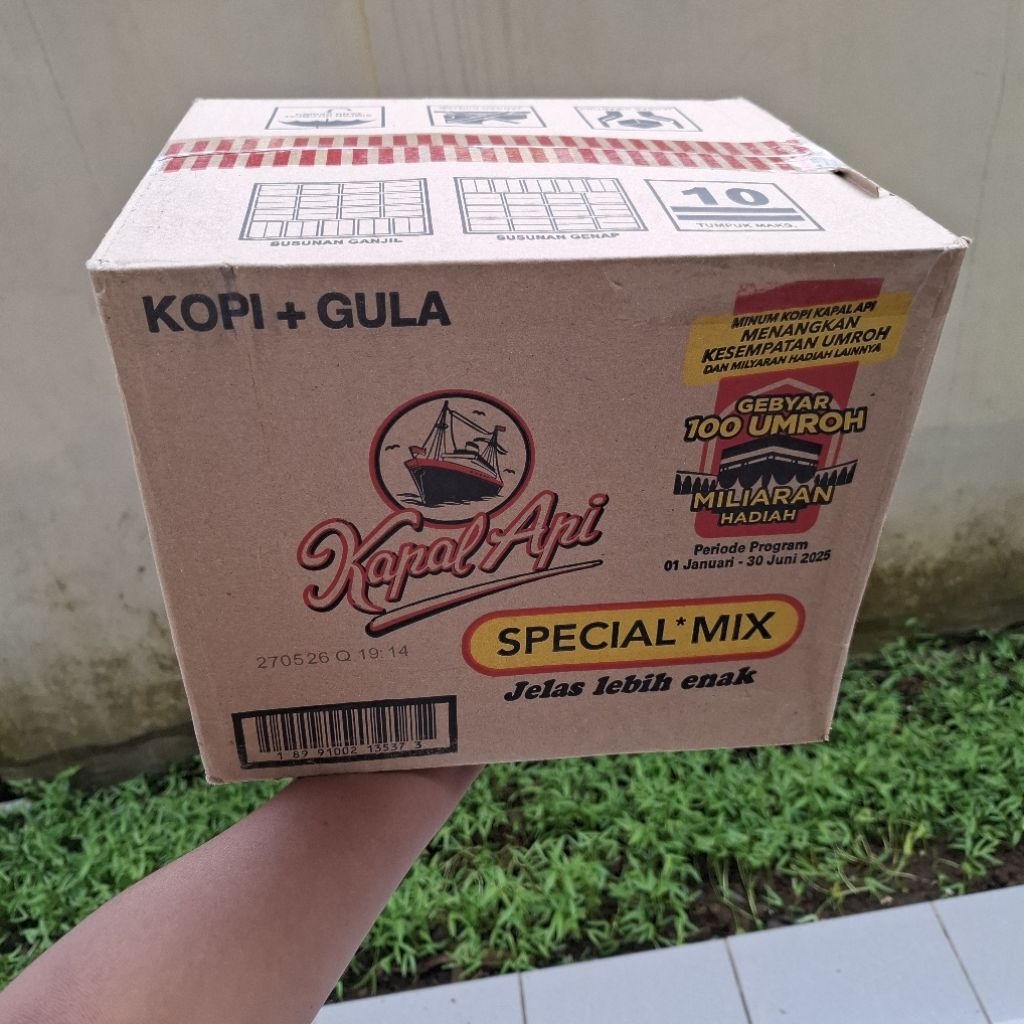 SUSUNAN GANJIL
SUSUNAN GENAP
10
TUMPUK MAKS.
KOPI + GULA
MINUM KOPI KAPAL API
MENANGKAN
KESEMPATAN UMROH
DAN MILYARAN HADIAH LAINNYA
GEBYAR
100 UMROH
MILIARAN
HADIAH
Periode Program
01 Januari - 30 Juni 2025
Kapal Api
SPECIAL* MIX
Jelas lebih enak
270526 Q 19:14
1 89 91002 13537 3